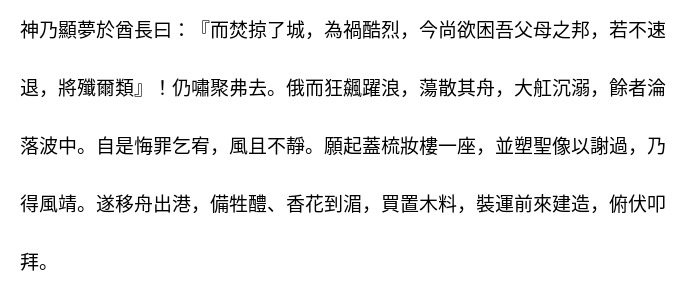 神乃顯夢於酋長曰：『而焚掠了城，為禍酷烈，今尚欲困吾父母之邦，若不速
退，將殲爾類』！仍嘯聚弗去。俄而狂飆躍浪，蕩散其舟，大舡沉溺，餘者淪
落波中。自是悔罪乞宥，風且不靜。願起蓋梳妝樓一座，並塑聖像以謝過，乃
得風靖。遂移舟出港，備牲醴、香花到湄，買置木料，裝運前來建造，俯伏叩
拜。